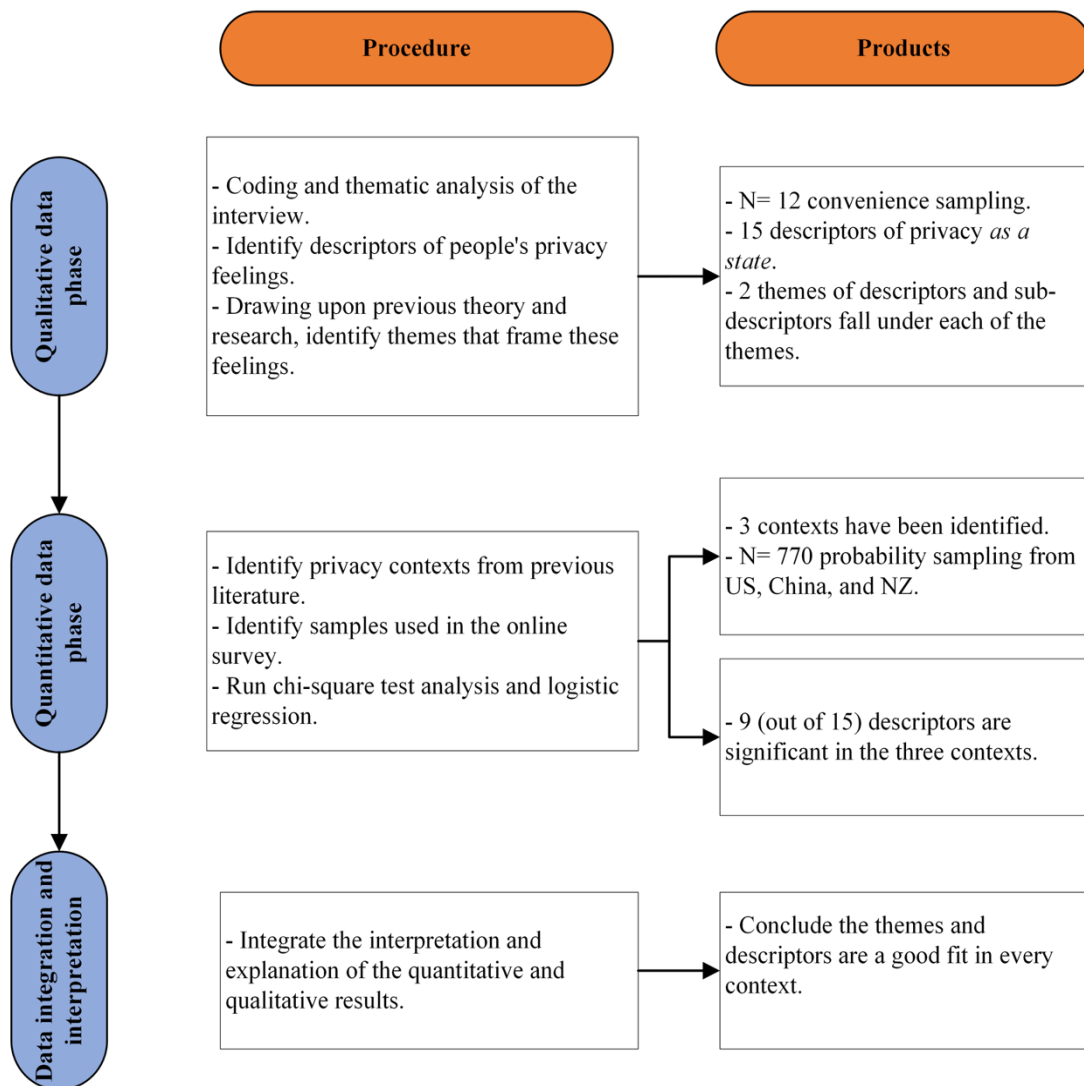 Procedure
Products
Qualitative data
phase
- Coding and thematic analysis of the
interview.
- Identify descriptors of people's privacy
feelings.
- Drawing upon previous theory and
research, identify themes that frame these
feelings.
- N= 12 convenience sampling.
- 15 descriptors of privacy as a
state.
- 2 themes of descriptors and sub-
descriptors fall under each of the
themes.
Quantitative data
phase
- Identify privacy contexts from previous
literature.
- Identify samples used in the online
survey.
- Run chi-square test analysis and logistic
regression.
- 3 contexts have been identified.
- N= 770 probability sampling from
US, China, and NZ.
- 9 (out of 15) descriptors are
significant in the three contexts.
Data integration and
interpretation
- Integrate the interpretation and
explanation of the quantitative and
qualitative results.
- Conclude the themes and
descriptors are a good fit in every
context.